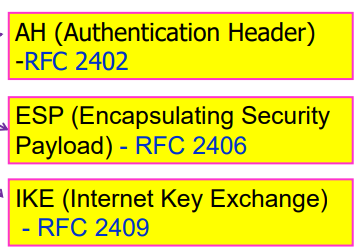 AH (Authentication Header)
-RFC 2402
ESP (Encapsulating Security
Payload) - RFC 2406
IKE (Internet Key Exchange)
- RFC 2409